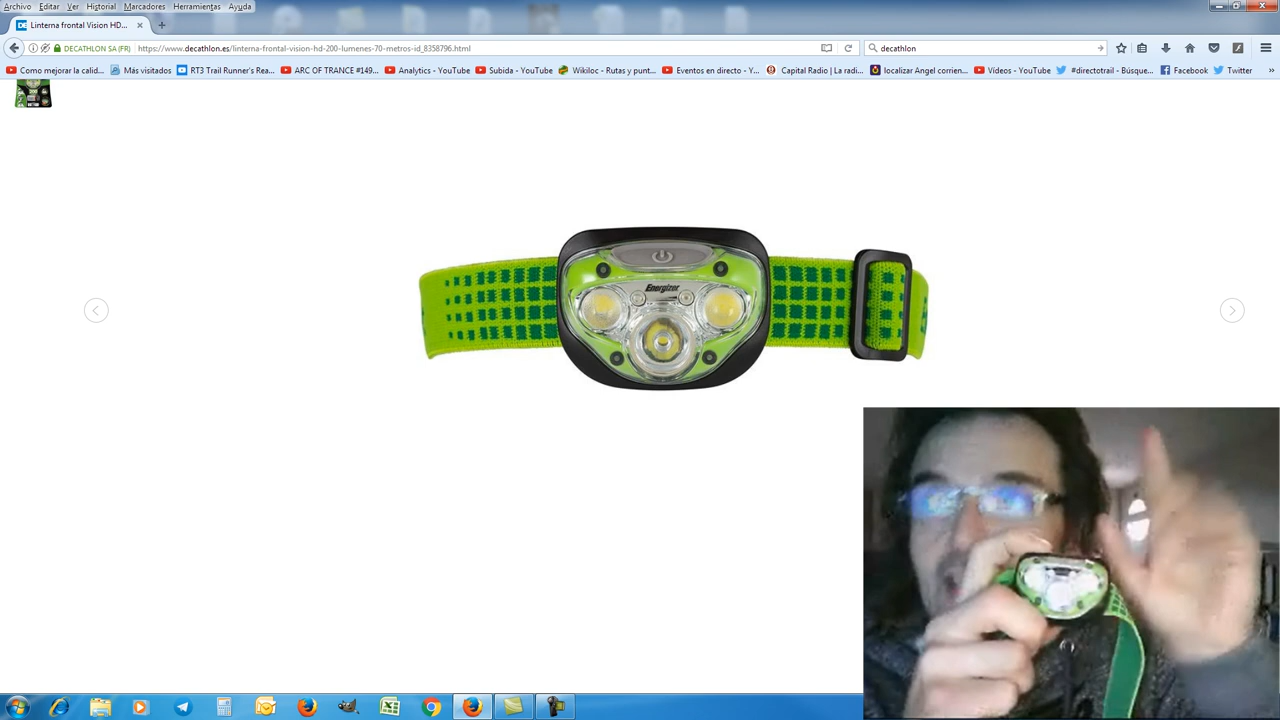 Archivo Editar Ver Historial Marcadores Herramientas Ayuda
Linterna frontal Vision HD... × +
DECATHLON SA (FR) https://www.decathlon.es/linterna-frontal-vision-hd-200-lumenes-70-metros-id_8358796.html decathlon
Como mejorar la calid... Más visitados RT3 Trail Runner's Rea... ARC OF TRANCE #149... Analytics - YouTube Subida - YouTube Wikiloc - Rutas y punt... Eventos en directo - Y... Capital Radio | La radi... localizar Angel corrien... Vídeos - YouTube #directotrail - Búsque... Facebook Twitter »
Energizer